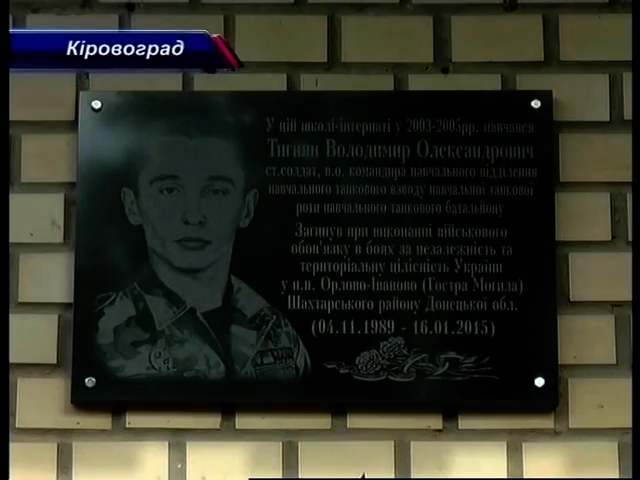 Кіровоград
У цій школі-інтернаті у 2003-2005рр. навчався
Тигнян Володимир Олександрович
ст.солдат, в.о. командира навчального відділення
навчального танкового взводу навчальної танкової
роти навчального танкового батальйону
Загинув при виконанні військового
обов'язку в боях за незалежність та
територіальну цілісність України
у н.п. Орлово-Іваново (Гостра Могила)
Шахтарського району Донецької обл.
(04.11.1989 - 16.01.2015)